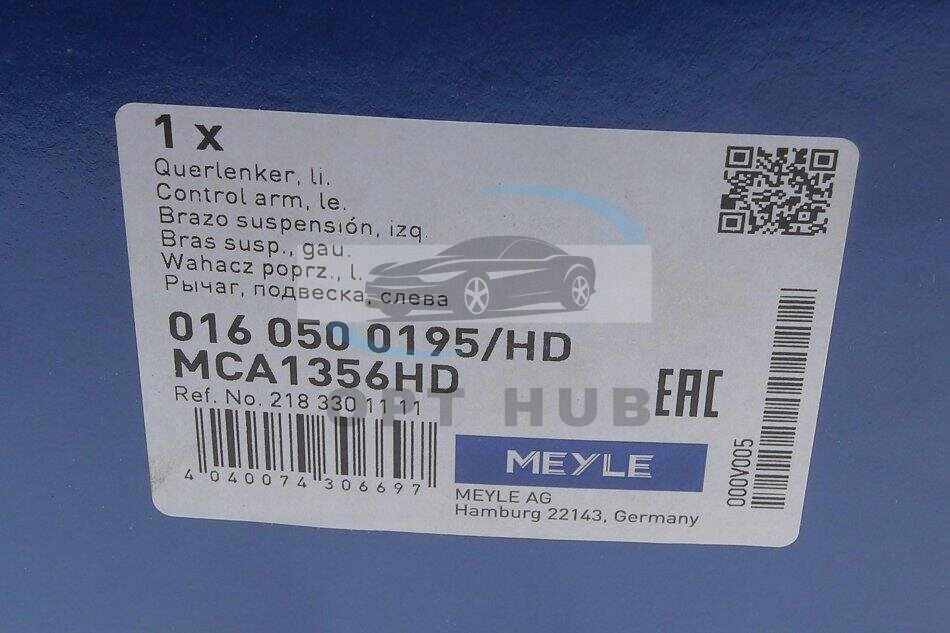 1 x
Querlenker, li.
Control arm, le.
Brazo suspensión, izq.
Bras susp., gau.
Wahacz poprz., l.
Рычаг, подвеска, слева
016 050 0195/HD
MCA1356HD
Ref. No. 218 330 11 11
4 040074 306697
EAC
OPT HUB
MEYLE
MEYLE AG
Hamburg 22143, Germany
000V005